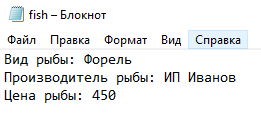 fish – Блокнот
Файл Правка Формат Вид Справка
Вид рыбы: Форель
Производитель рыбы: ИП Иванов
Цена рыбы: 450